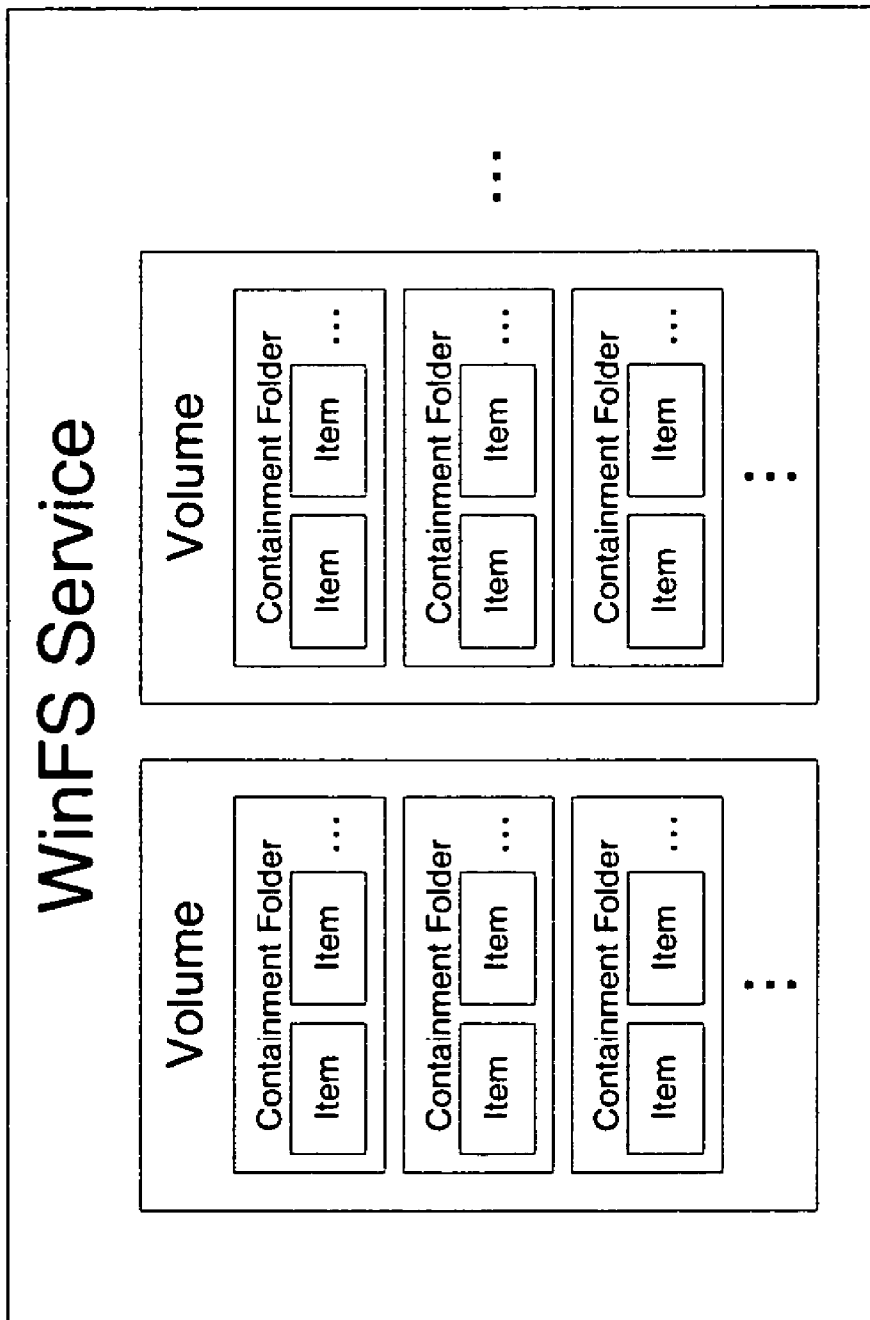 WinFS Service
Volume
Containment Folder
Item Item ...
Containment Folder
Item Item ...
Containment Folder
Item Item ...
...
Volume
Containment Folder
Item Item ...
Containment Folder
Item Item ...
Containment Folder
Item Item ...
...
...